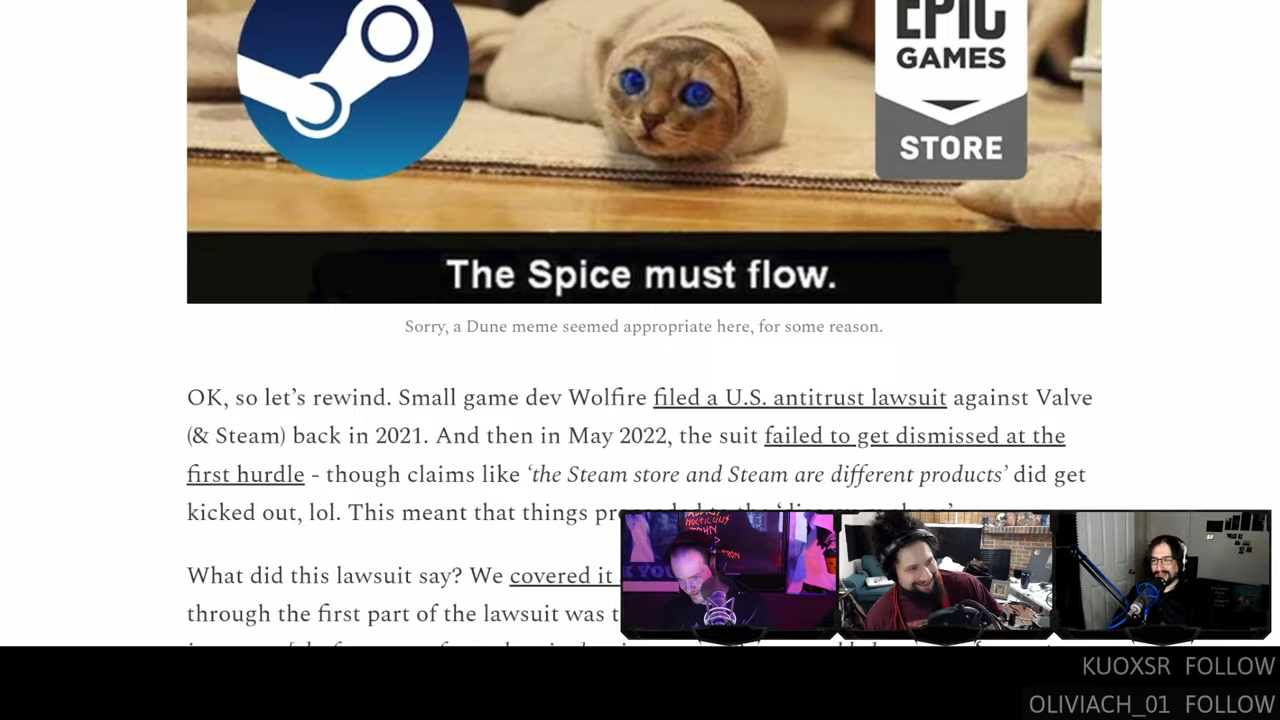 EPIC
GAMES
STORE
The Spice must flow.
Sorry, a Dune meme seemed appropriate here, for some reason.
OK, so let's rewind. Small game dev Wolfire filed a U.S. antitrust lawsuit against Valve
(& Steam) back in 2021. And then in May 2022, the suit failed to get dismissed at the
first hurdle - though claims like ‘the Steam store and Steam are different products’ did get
kicked out, lol. This meant that things
What did this lawsuit say? We covered it
through the first part of the lawsuit was
KUOXSR FOLLOW
OLIVIACH_01 FOLLOW